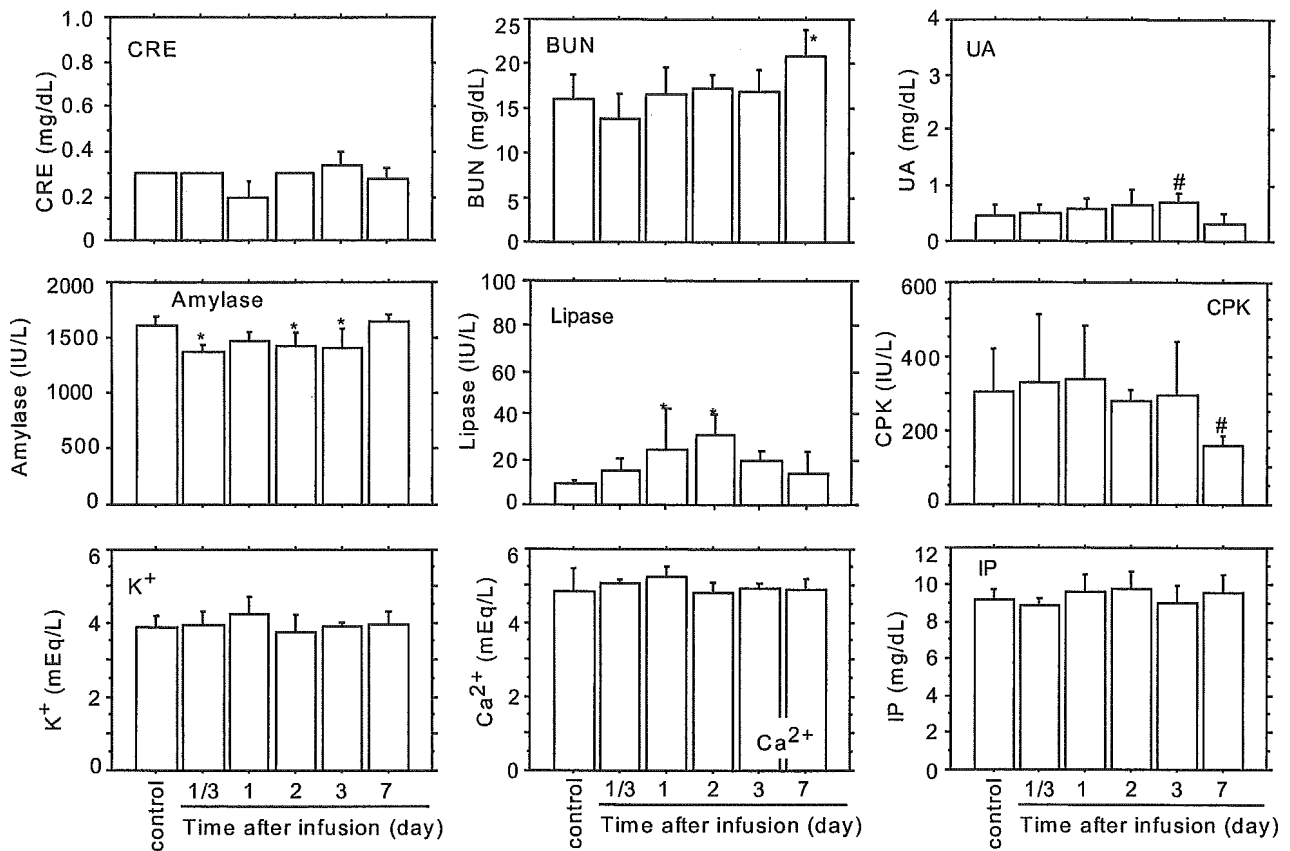 CRE
CRE (mg/dL)
1.0
0.8
0.6
0.4
0.2
0
BUN
BUN (mg/dL)
25
20
15
10
5
0
*
UA
UA (mg/dL)
4
3
2
1
0
#
Amylase
Amylase (IU/L)
2000
1500
1000
500
0
* * *
Lipase
Lipase (IU/L)
100
80
60
40
20
0
* *
CPK
CPK (IU/L)
600
400
200
0
#
K+
K+ (mEq/L)
6
4
2
0
control 1/3 1 2 3 7
Time after infusion (day)
Ca2+ (mEq/L)
6
5
4
2
0
Ca2+
control 1/3 1 2 3 7
Time after infusion (day)
IP
IP (mg/dL)
12
10
8
6
4
2
0
control 1/3 1 2 3 7
Time after infusion (day)